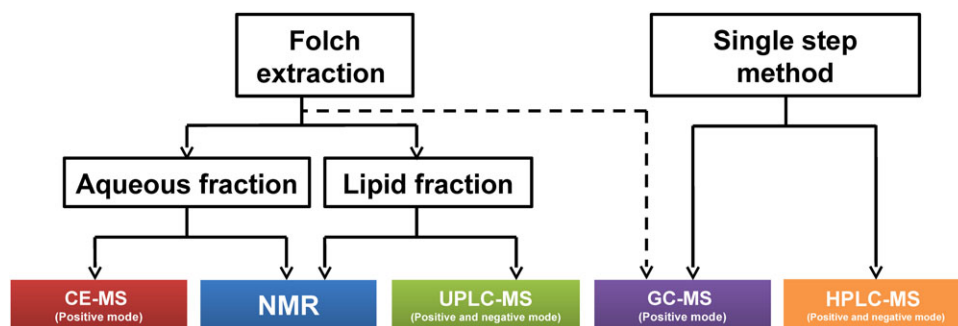 Folch
extraction
Single step
method
Aqueous fraction
Lipid fraction
CE-MS
(Positive mode)
NMR
UPLC-MS
(Positive and negative mode)
GC-MS
(Positive mode)
HPLC-MS
(Positive and negative mode)